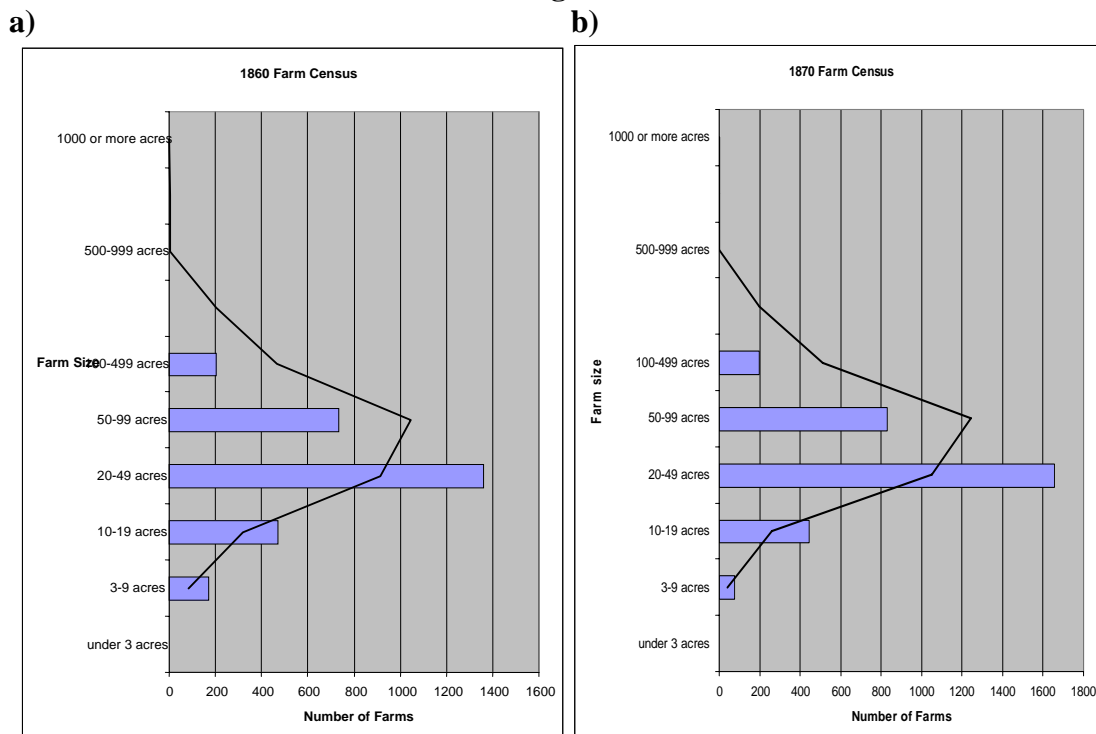 a)
b)
1860 Farm Census
1000 or more acres
500-999 acres
Farm Size
100-499 acres
50-99 acres
20-49 acres
10-19 acres
3-9 acres
under 3 acres
0 200 400 600 800 1000 1200 1400 1600
Number of Farms
1870 Farm Census
1000 or more acres
500-999 acres
100-499 acres
50-99 acres
20-49 acres
10-19 acres
3-9 acres
under 3 acres
Farm size
0 200 400 600 800 1000 1200 1400 1600 1800
Number of Farms